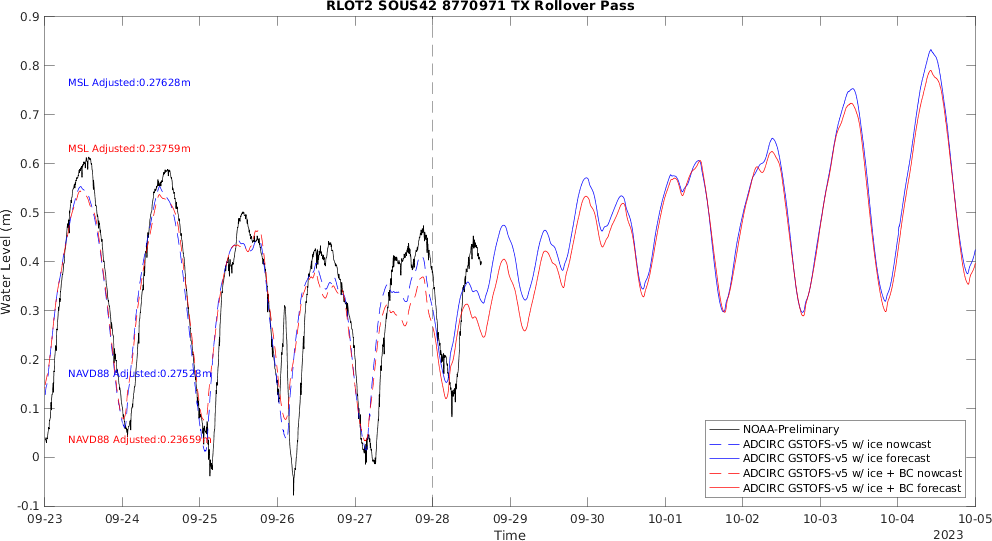 RLOT2 SOUS42 8770971 TX Rollover Pass
0.9
0.8
0.7
0.6
0.5
0.4
0.3
0.2
0.1
0
-0.1
Water Level (m)
MSL Adjusted:0.27628m
MSL Adjusted:0.23759m
NAVD88 Adjusted:0.27528m
NAVD88 Adjusted:0.23659m
NOAA-Preliminary
ADCIRC GSTOFS-v5 w/ ice nowcast
ADCIRC GSTOFS-v5 w/ ice forecast
ADCIRC GSTOFS-v5 w/ ice + BC nowcast
ADCIRC GSTOFS-v5 w/ ice + BC forecast
09-23 09-24 09-25 09-26 09-27 09-28 09-29 09-30 10-01 10-02 10-03 10-04 10-05
Time
2023